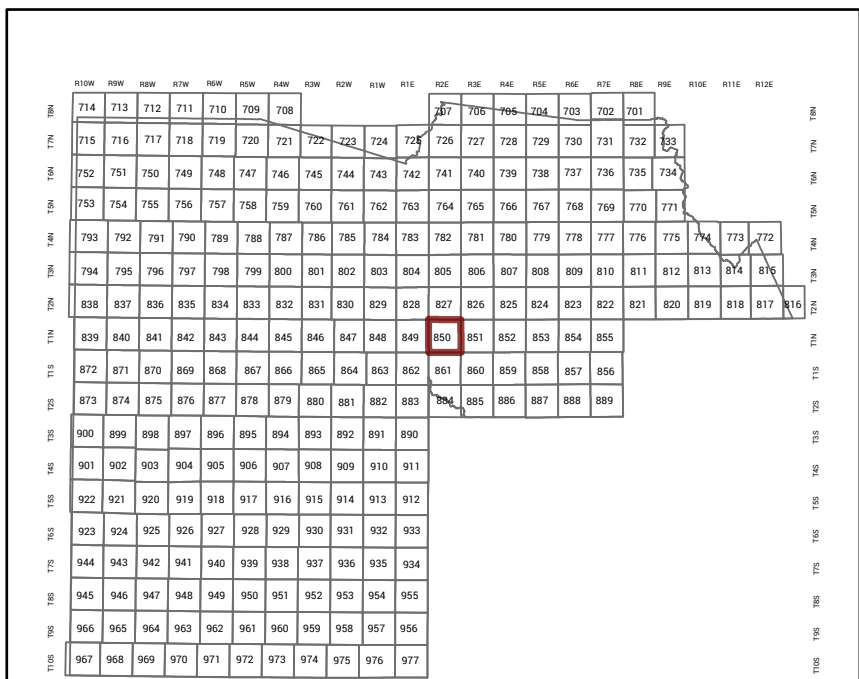 R10W R9W R8W R7W R6W R5W R4W R3W R2W R1W R1E R2E R3E R4E R5E R6E R7E R8E R9E R10E R11E R12E
T8N 714 713 712 711 710 709 708 707 706 705 704 703 702 701 T8N
T7N 715 716 717 718 719 720 721 722 723 724 725 726 727 728 729 730 731 732 733 T7N
T6N 752 751 750 749 748 747 746 745 744 743 742 741 740 739 738 737 736 735 734 T6N
T5N 753 754 755 756 757 758 759 760 761 762 763 764 765 766 767 768 769 770 771 T5N
T4N 793 792 791 790 789 788 787 786 785 784 783 782 781 780 779 778 777 776 775 774 773 772 T4N
T3N 794 795 796 797 798 799 800 801 802 803 804 805 806 807 808 809 810 811 812 813 814 815 T3N
T2N 838 837 836 835 834 833 832 831 830 829 828 827 826 825 824 823 822 821 820 819 818 817 816 T2N
T1N 839 840 841 842 843 844 845 846 847 848 849 850 851 852 853 854 855 T1N
T1S 872 871 870 869 868 867 866 865 864 863 862 861 860 859 858 857 856 T1S
T2S 873 874 875 876 877 878 879 880 881 882 883 884 885 886 887 888 889 T2S
T3S 900 899 898 897 896 895 894 893 892 891 890 T3S
T4S 901 902 903 904 905 906 907 908 909 910 911 T4S
T5S 922 921 920 919 918 917 916 915 914 913 912 T5S
T6S 923 924 925 926 927 928 929 930 931 932 933 T6S
T7S 944 943 942 941 940 939 938 937 936 935 934 T7S
T8S 945 946 947 948 949 950 951 952 953 954 955 T8S
T9S 966 965 964 963 962 961 960 959 958 957 956 T9S
T10S 967 968 969 970 971 972 973 974 975 976 977 T10S